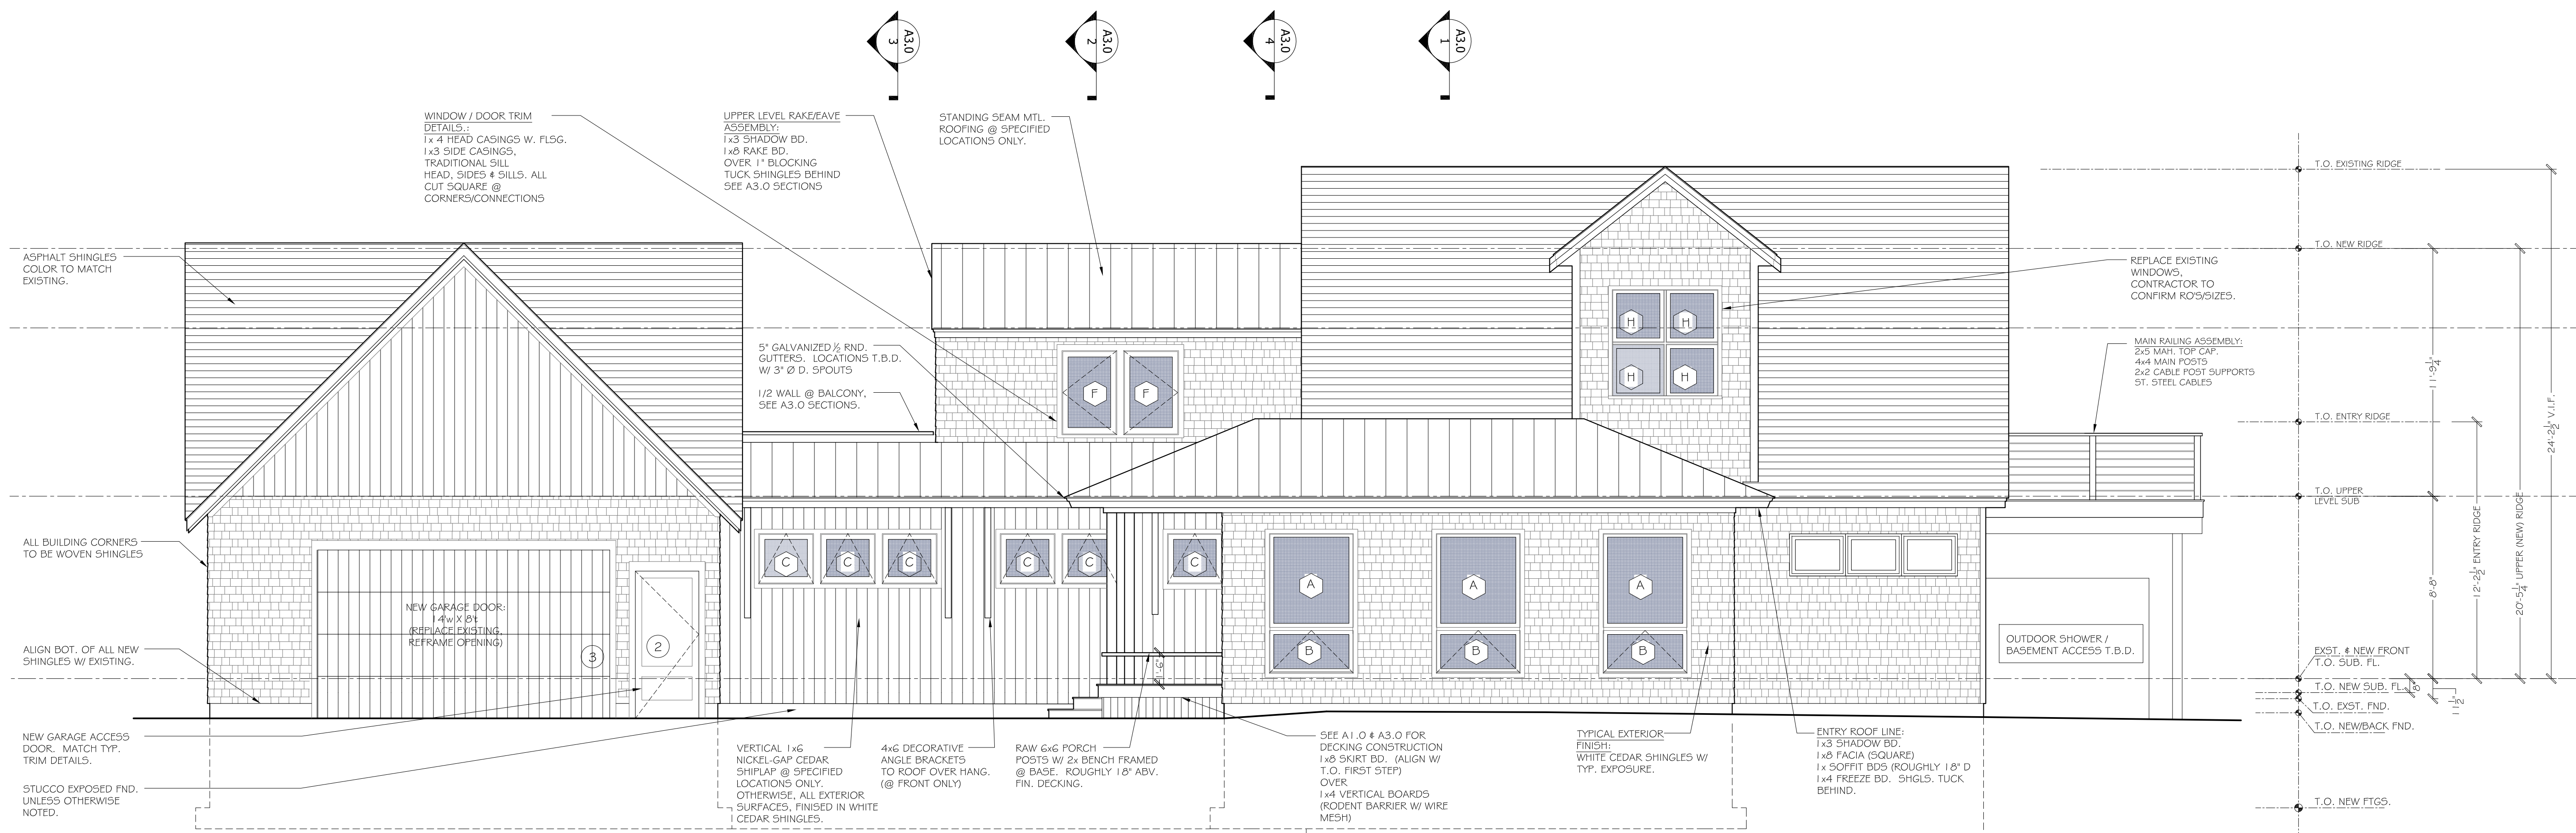 A3.0
3
A3.0
2
A3.0
4
A3.0
1
WINDOW / DOOR TRIM
DETAILS.:
1x 4 HEAD CASINGS W. FLSG.
1x3 SIDE CASINGS,
TRADITIONAL SILL
HEAD, SIDES & SILLS. ALL
CUT SQUARE @
CORNERS/CONNECTIONS
UPPER LEVEL RAKE/EAVE
ASSEMBLY:
1x3 SHADOW BD.
1x8 RAKE BD.
OVER 1" BLOCKING
TUCK SHINGLES BEHIND
SEE A3.0 SECTIONS
STANDING SEAM MTL.
ROOFING @ SPECIFIED
LOCATIONS ONLY.
T.O. EXISTING RIDGE
T.O. NEW RIDGE
ASPHALT SHINGLES
COLOR TO MATCH
EXISTING.
REPLACE EXISTING
WINDOWS,
CONTRACTOR TO
CONFIRM RO'S/SIZES.
H
H
H
H
5" GALVANIZED ½ RND.
GUTTERS. LOCATIONS T.B.D.
W/ 3" Ø D. SPOUTS
1/2 WALL @ BALCONY,
SEE A3.0 SECTIONS.
F
F
MAIN RAILING ASSEMBLY:
2x5 MAH. TOP CAP.
4x4 MAIN POSTS
2x2 CABLE POST SUPPORTS
ST. STEEL CABLES
11'-9¼"
24'-2½" V.I.F.
T.O. ENTRY RIDGE
T.O. UPPER
LEVEL SUB
ALL BUILDING CORNERS
TO BE WOVEN SHINGLES
C
C
C
C
C
C
A
A
A
B
B
B
8'-8"
12'-2½" ENTRY RIDGE
20'-5¼" UPPER (NEW) RIDGE
NEW GARAGE DOOR:
14'w X 8't
(REPLACE EXISTING,
REFRAME OPENING)
3
2
1'-6"
OUTDOOR SHOWER /
BASEMENT ACCESS T.B.D.
ALIGN BOT. OF ALL NEW
SHINGLES W/ EXISTING.
EXST. & NEW FRONT
T.O. SUB. FL.
T.O. NEW SUB. FL.
8"
T.O. EXST. FND.
1½"
T.O. NEW/BACK FND.
NEW GARAGE ACCESS
DOOR. MATCH TYP.
TRIM DETAILS.
STUCCO EXPOSED FND.
UNLESS OTHERWISE
NOTED.
VERTICAL 1x6
NICKEL-GAP CEDAR
SHIPLAP @ SPECIFIED
LOCATIONS ONLY.
OTHERWISE, ALL EXTERIOR
SURFACES, FINISED IN WHITE
CEDAR SHINGLES.
4x6 DECORATIVE
ANGLE BRACKETS
TO ROOF OVER HANG.
(@ FRONT ONLY)
RAW 6x6 PORCH
POSTS W/ 2x BENCH FRAMED
@ BASE. ROUGHLY 18" ABV.
FIN. DECKING.
SEE A1.0 & A3.0 FOR
DECKING CONSTRUCTION
1x8 SKIRT BD. (ALIGN W/
T.O. FIRST STEP)
OVER
1x4 VERTICAL BOARDS
(RODENT BARRIER W/ WIRE
MESH)
TYPICAL EXTERIOR
FINISH:
WHITE CEDAR SHINGLES W/
TYP. EXPOSURE.
ENTRY ROOF LINE:
1x3 SHADOW BD.
1x8 FACIA (SQUARE)
1x SOFFIT BDS (ROUGHLY 18" D
1x4 FREEZE BD. SHGLS. TUCK
BEHIND.
T.O. NEW FTGS.